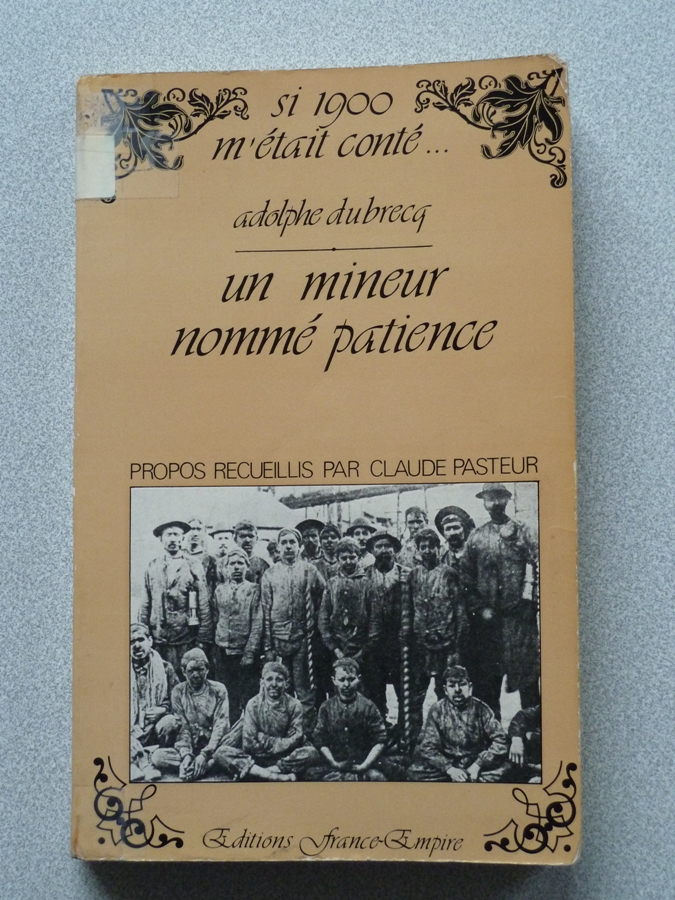 si 1900
m'était conté...
adolphe dubrecq
un mineur
nommé patience
PROPOS RECUEILLIS PAR CLAUDE PASTEUR
Editions France-Empire